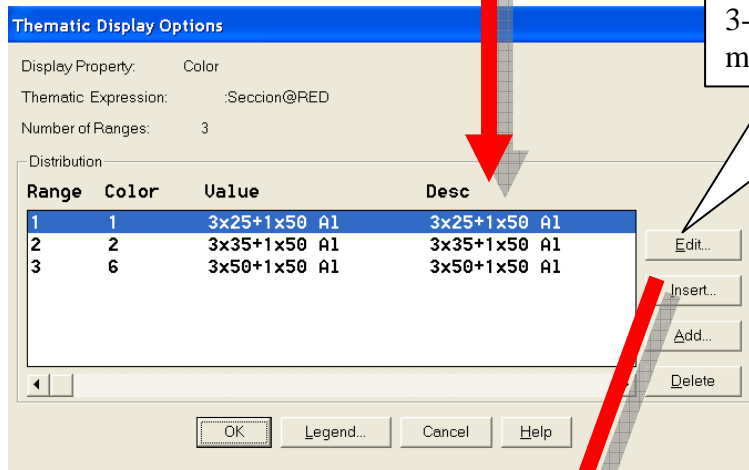 Thematic Display Options
3-
m
Display Property: Color
Thematic Expression: :Seccion@RED
Number of Ranges: 3
Distribution
Range Color Value Desc
1 1 3x25+1x50 Al 3x25+1x50 Al
2 2 3x35+1x50 Al 3x35+1x50 Al
3 6 3x50+1x50 Al 3x50+1x50 Al
Edit...
Insert...
Add...
Delete
OK Legend... Cancel Help